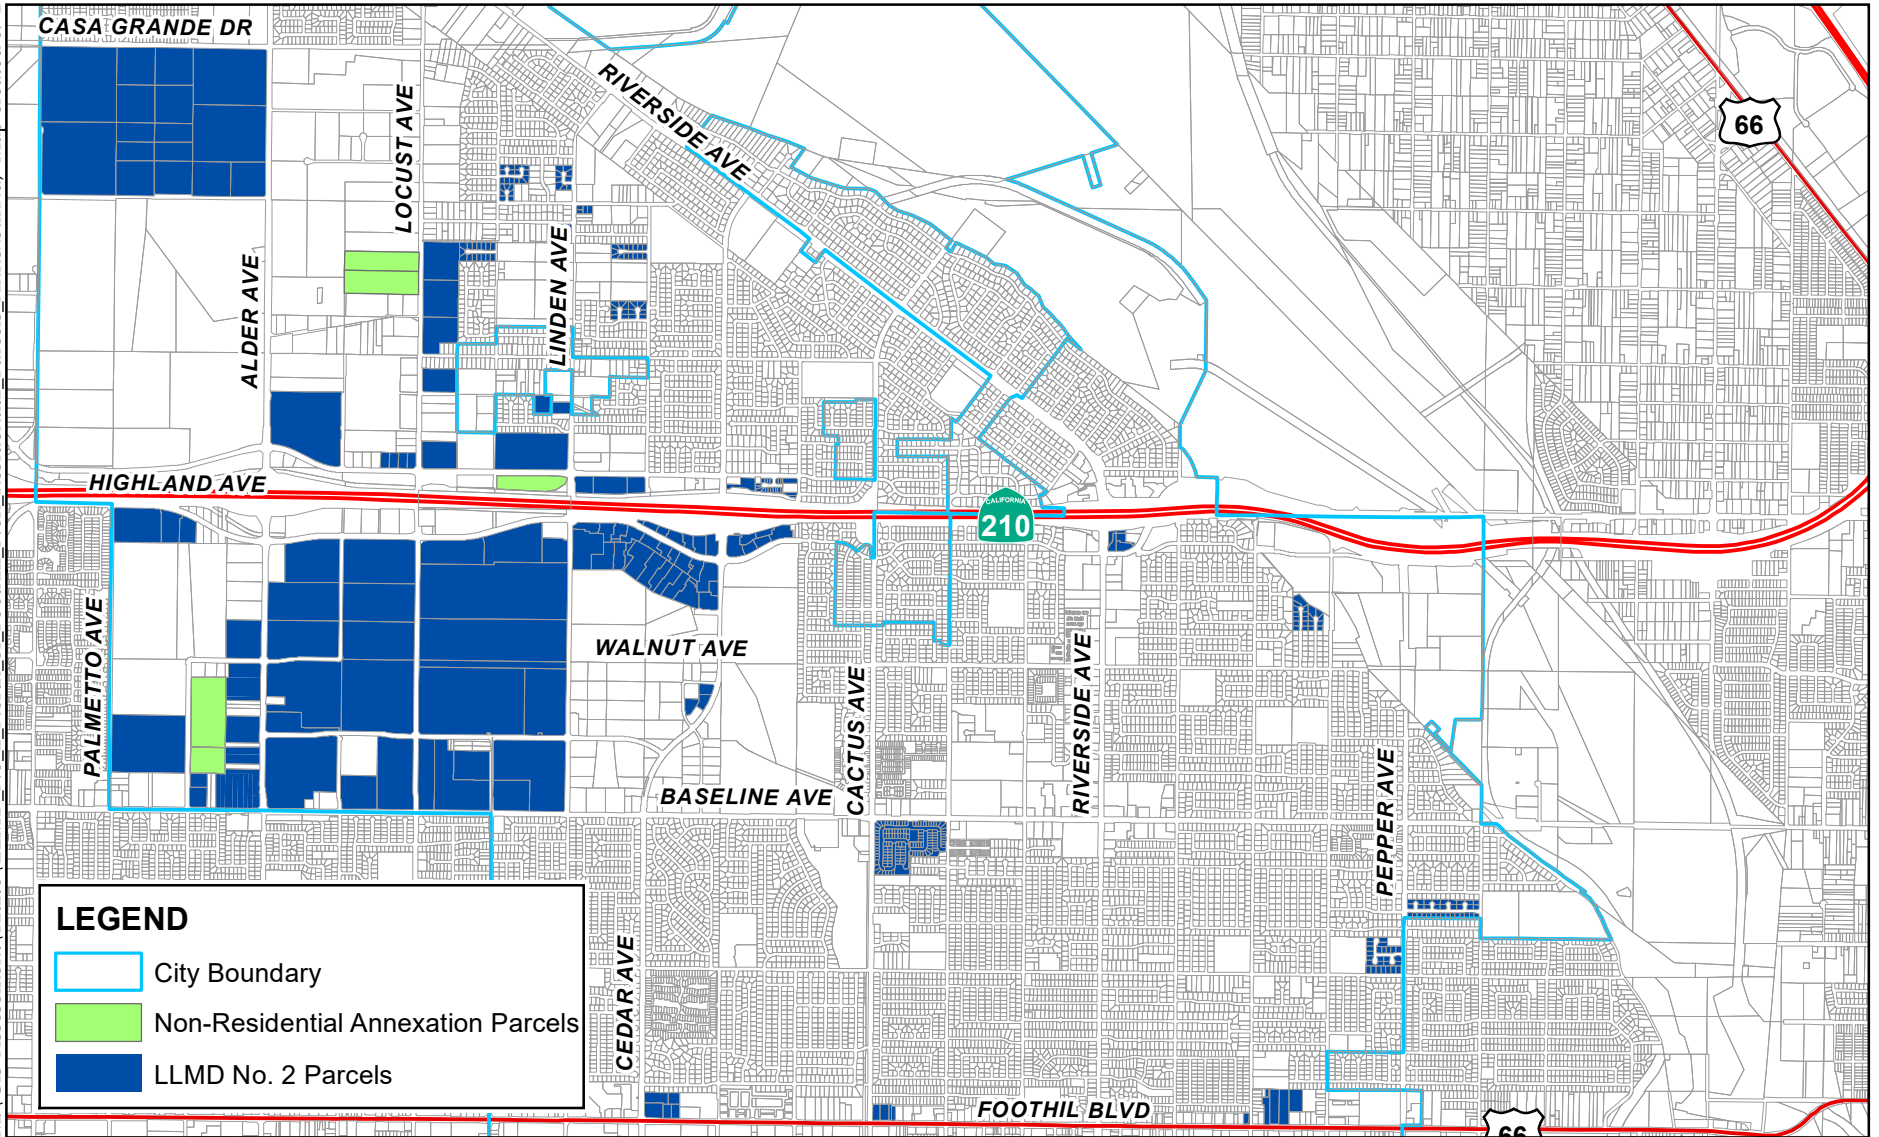 CASA GRANDE DR
RIVERSIDE AVE
LOCUST AVE
66
ALDER AVE
LINDEN AVE
HIGHLAND AVE
CALIFORNIA
210
PALMETTO AVE
WALNUT AVE
CACTUS AVE
RIVERSIDE AVE
PEPPER AVE
BASELINE AVE
CEDAR AVE
FOOTHIL BLVD
66
LEGEND
City Boundary
Non-Residential Annexation Parcels
LLMD No. 2 Parcels